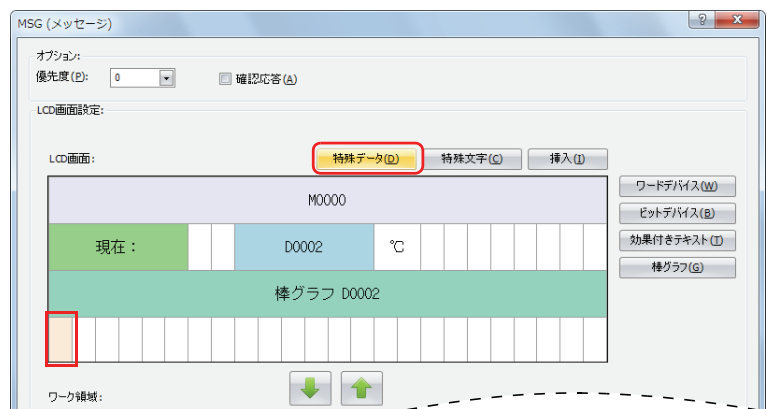 MSG (メッセージ)
オプション:
優先度(P): 0 確認応答(A)
LCD画面設定:
LCD画面: 特殊データ(D) 特殊文字(C) 挿入(I)
M0000
ワードデバイス(W)
ビットデバイス(B)
現在： D0002 ℃
効果付きテキスト(T)
棒グラフ(G)
棒グラフ D0002
ワーク領域: